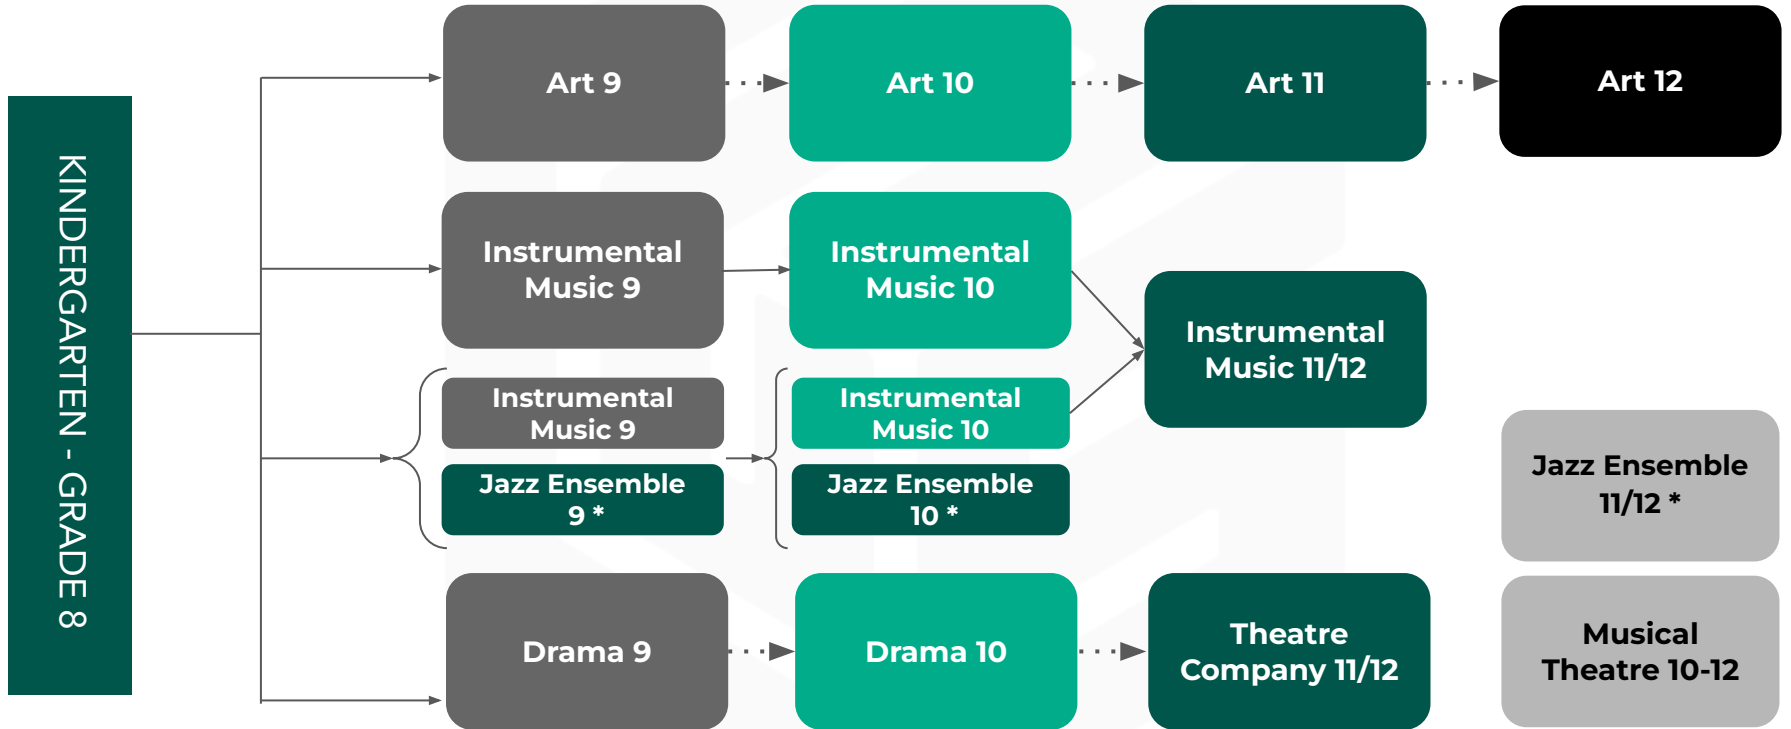 KINDERGARTEN - GRADE 8
Art 9
Art 10
Art 11
Art 12
Instrumental
Music 9
Instrumental
Music 10
Instrumental
Music 11/12
Instrumental
Music 9
Jazz Ensemble
9 *
Instrumental
Music 10
Jazz Ensemble
10 *
Jazz Ensemble
11/12 *
Drama 9
Drama 10
Theatre
Company 11/12
Musical
Theatre 10-12